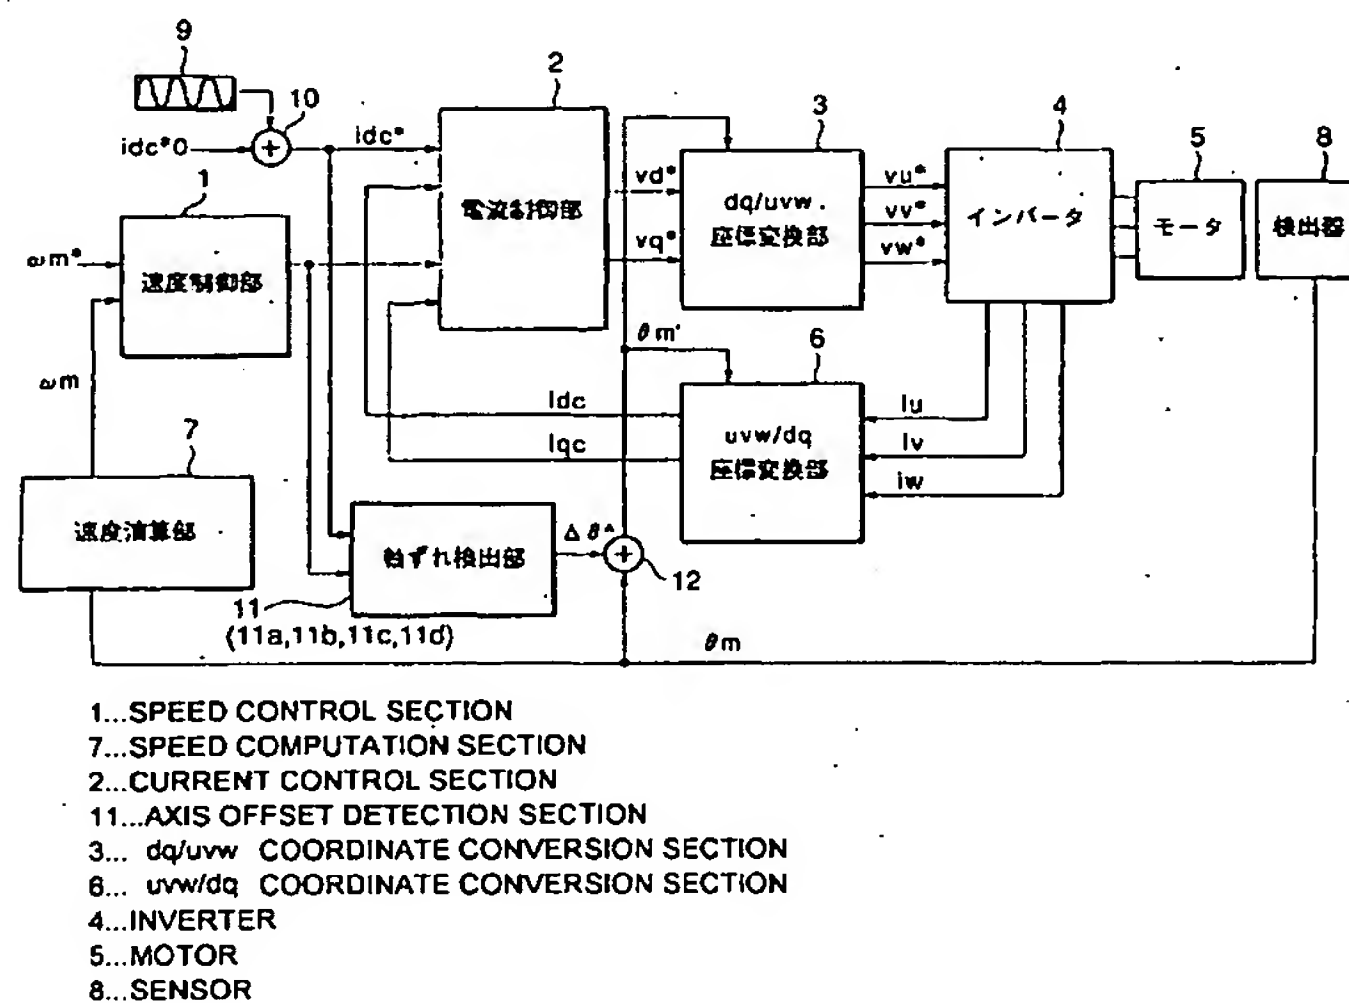 9
10
idc*0
idc*
2
電流制御部
3
dq/uvw
座標変換部
4
インバータ
5
モータ
8
検出器
1
速度制御部
ωm*
ωm
vd*
vq*
vu*
vv*
vw*
θm'
6
uvw/dq
座標変換部
Idc
Iqc
Iu
Iv
iw
7
速度演算部
軸ずれ検出部
Δθ^
12
11
(11a,11b,11c,11d)
θm
1...SPEED CONTROL SECTION
7...SPEED COMPUTATION SECTION
2...CURRENT CONTROL SECTION
11...AXIS OFFSET DETECTION SECTION
3... dq/uvw COORDINATE CONVERSION SECTION
6... uvw/dq COORDINATE CONVERSION SECTION
4...INVERTER
5...MOTOR
8...SENSOR